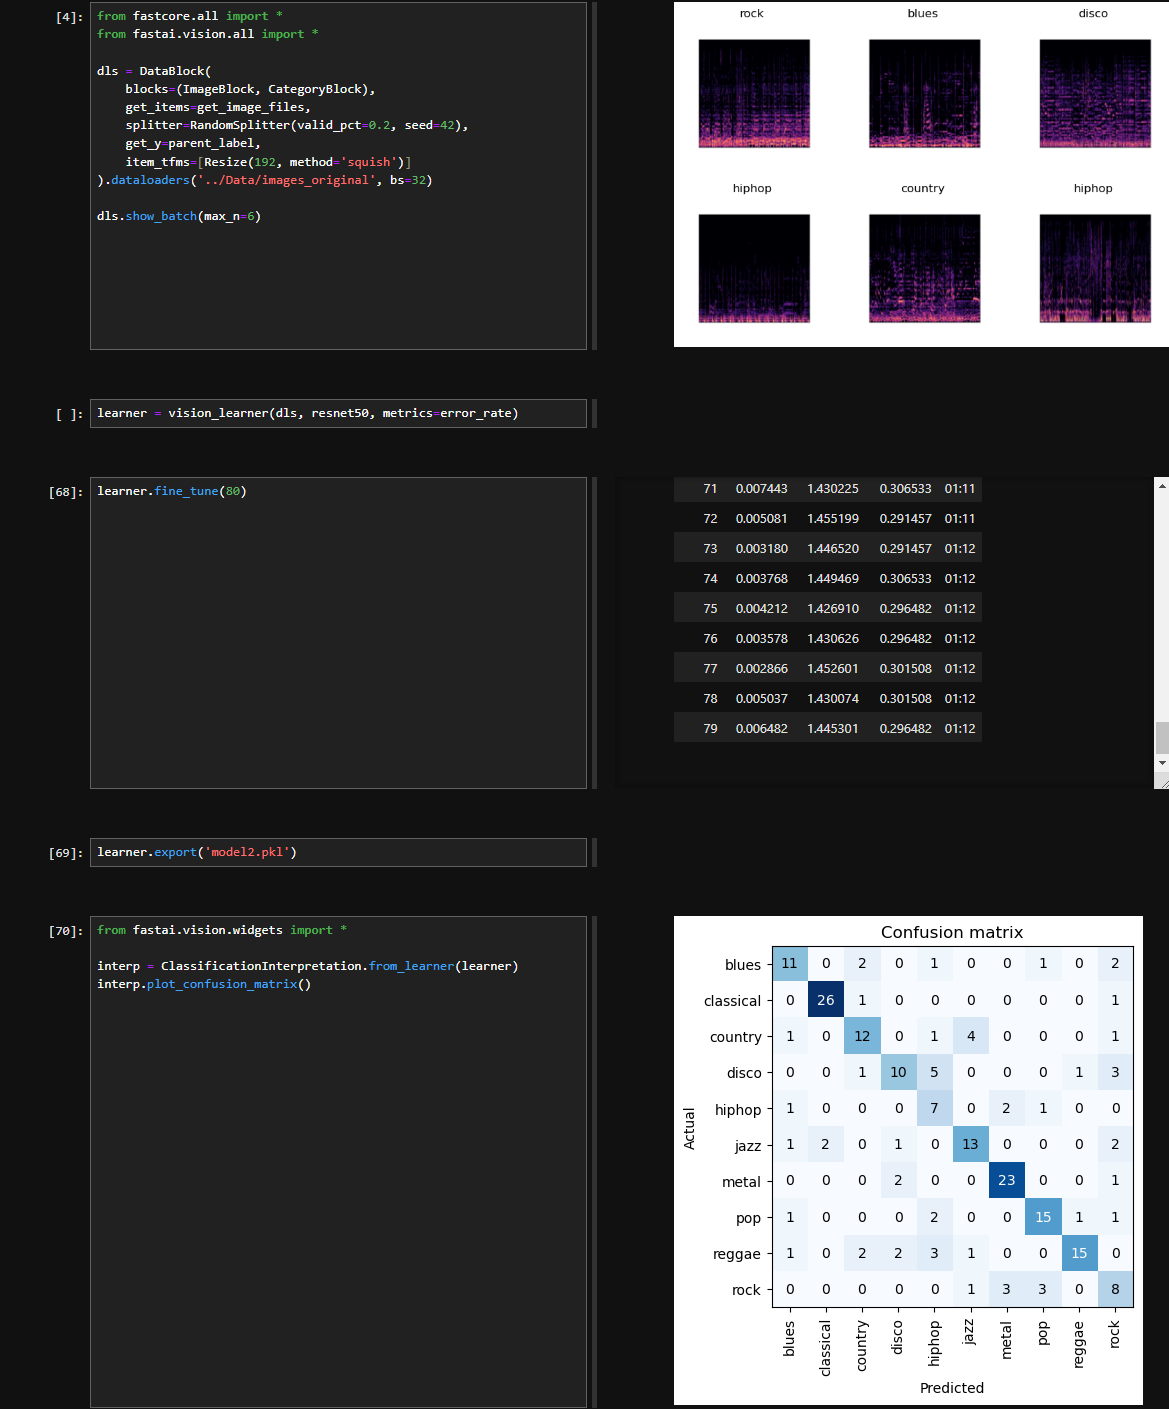 [4]:
from fastcore.all import *
from fastai.vision.all import *
dls = DataBlock(
blocks=(ImageBlock, CategoryBlock),
get_items=get_image_files,
splitter=RandomSplitter(valid_pct=0.2, seed=42),
get_y=parent_label,
item_tfms=[Resize(192, method='squish')]
).dataloaders('../Data/images_original', bs=32)
dls.show_batch(max_n=6)
rock blues disco
hiphop country hiphop
[ ]:
learner = vision_learner(dls, resnet50, metrics=error_rate)
[68]:
learner.fine_tune(80)
71 0.007443 1.430225 0.306533 01:11
72 0.005081 1.455199 0.291457 01:11
73 0.003180 1.446520 0.291457 01:12
74 0.003768 1.449469 0.306533 01:12
75 0.004212 1.426910 0.296482 01:12
76 0.003578 1.430626 0.296482 01:12
77 0.002866 1.452601 0.301508 01:12
78 0.005037 1.430074 0.301508 01:12
79 0.006482 1.445301 0.296482 01:12
[69]:
learner.export('model2.pkl')
[70]:
from fastai.vision.widgets import *
interp = ClassificationInterpretation.from_learner(learner)
interp.plot_confusion_matrix()
Confusion matrix
Actual
blues 11 0 2 0 1 0 0 1 0 2
classical 0 26 1 0 0 0 0 0 0 1
country 1 0 12 0 1 4 0 0 0 1
disco 0 0 1 10 5 0 0 0 1 3
hiphop 1 0 0 0 7 0 2 1 0 0
jazz 1 2 0 1 0 13 0 0 0 2
metal 0 0 0 2 0 0 23 0 0 1
pop 1 0 0 0 2 0 0 15 1 1
reggae 1 0 2 2 3 1 0 0 15 0
rock 0 0 0 0 0 1 3 3 0 8
blues classical country disco hiphop jazz metal pop reggae rock
Predicted